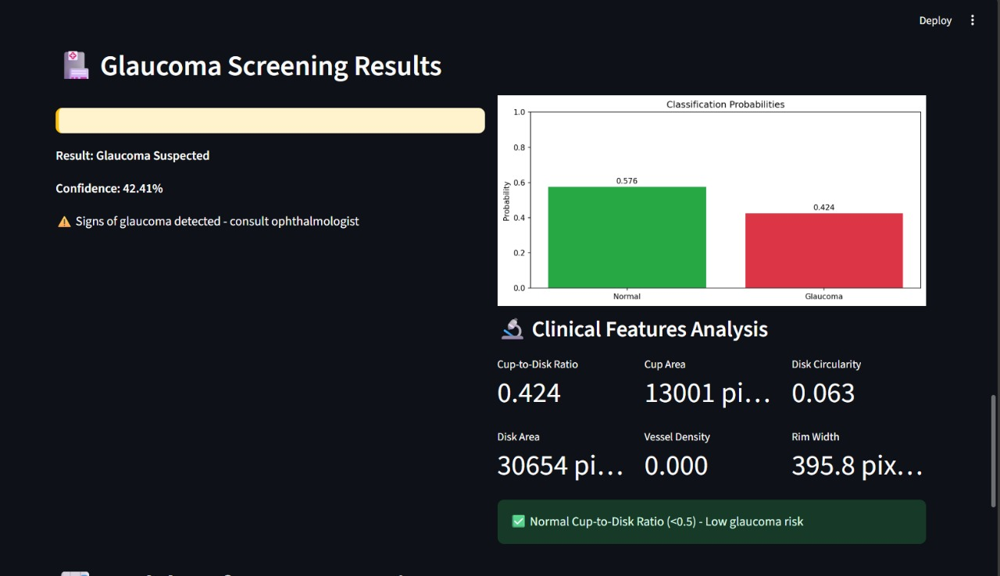 Deploy
Glaucoma Screening Results
Result: Glaucoma Suspected
Confidence: 42.41%
Signs of glaucoma detected - consult ophthalmologist
Classification Probabilities
Probability
1.0
0.8
0.6
0.4
0.2
0.0
0.576
0.424
Normal
Glaucoma
Clinical Features Analysis
Cup-to-Disk Ratio
0.424
Cup Area
13001 pi…
Disk Circularity
0.063
Disk Area
30654 pi…
Vessel Density
0.000
Rim Width
395.8 pix…
Normal Cup-to-Disk Ratio (<0.5) - Low glaucoma risk